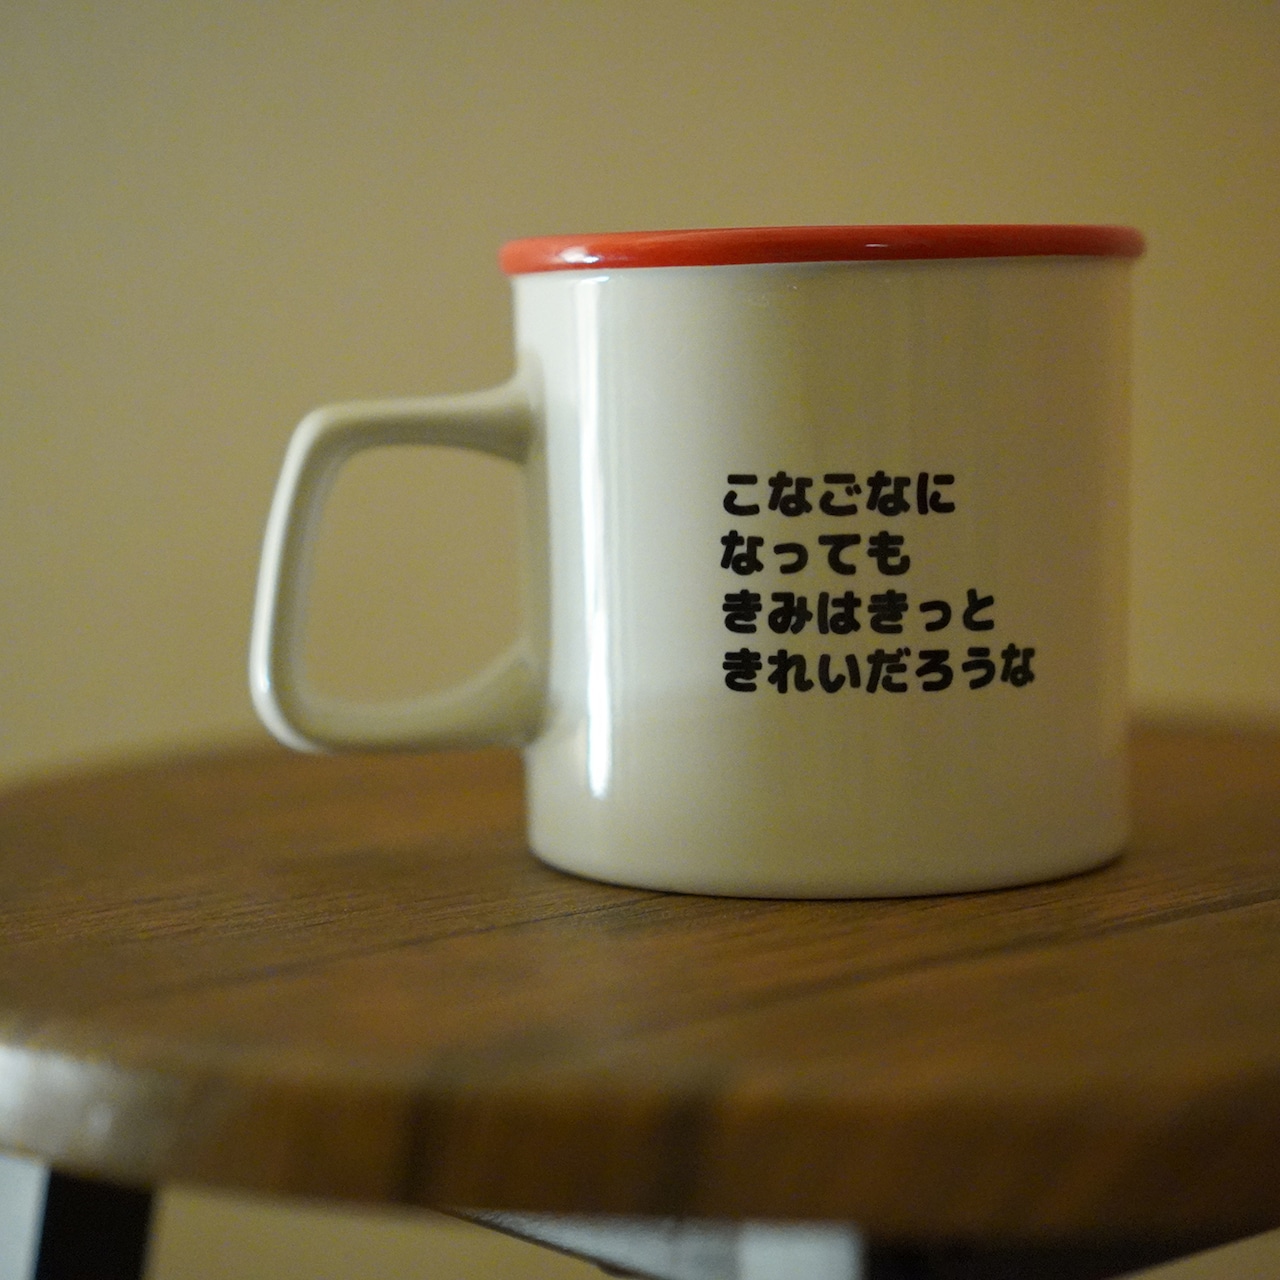 こなごなに
なっても
きみはきっと
きれいだろうな